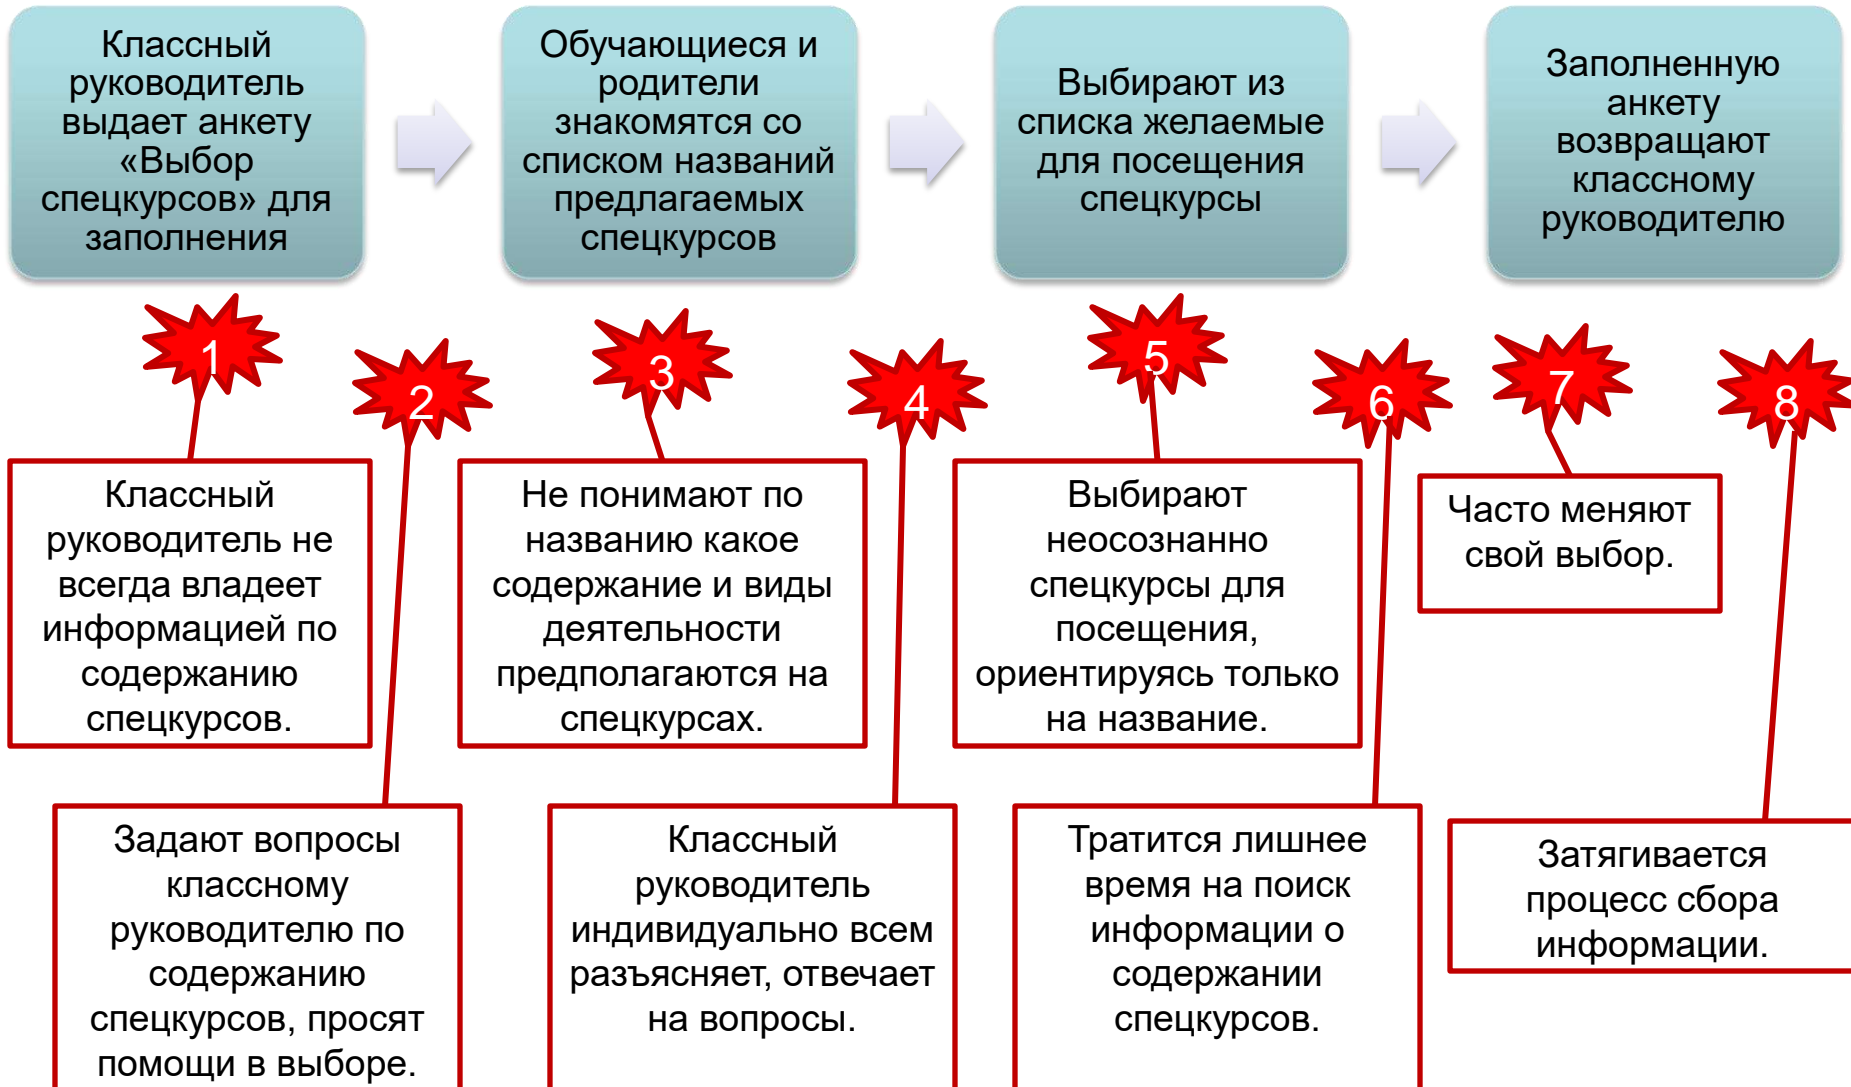 Классный
руководитель
выдает анкету
«Выбор
спецкурсов» для
заполнения
Обучающиеся и
родители
знакомятся со
списком названий
предлагаемых
спецкурсов
Выбирают из
списка желаемые
для посещения
спецкурсы
Заполненную
анкету
возвращают
классному
руководителю
1
2
3
4
5
6
7
8
Классный
руководитель не
всегда владеет
информацией по
содержанию
спецкурсов.
Не понимают по
названию какое
содержание и виды
деятельности
предполагаются на
спецкурсах.
Выбирают
неосознанно
спецкурсы для
посещения,
ориентируясь только
на название.
Часто меняют
свой выбор.
Задают вопросы
классному
руководителю по
содержанию
спецкурсов, просят
помощи в выборе.
Классный
руководитель
индивидуально всем
разъясняет, отвечает
на вопросы.
Тратится лишнее
время на поиск
информации о
содержании
спецкурсов.
Затягивается
процесс сбора
информации.